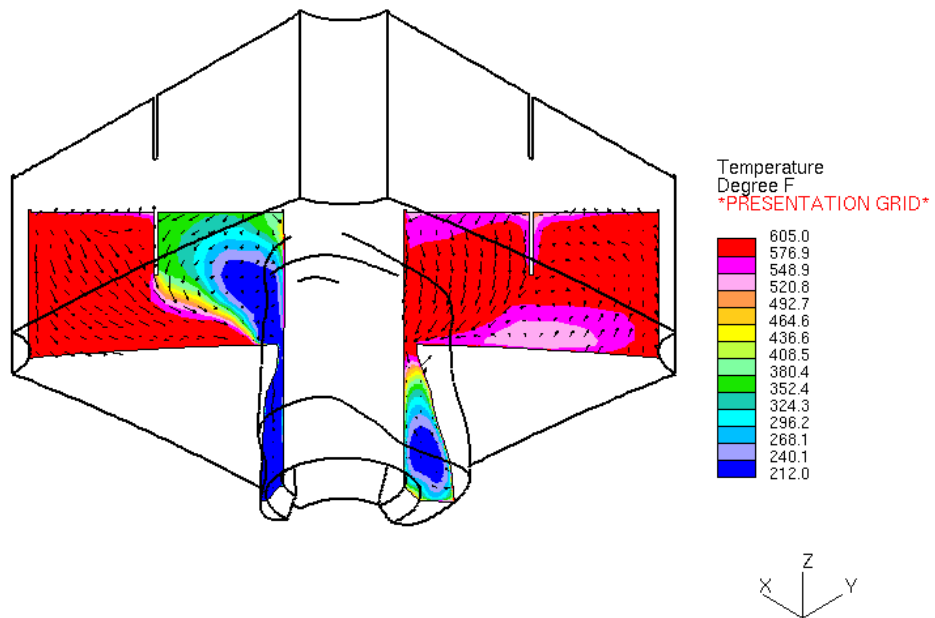 Temperature
Degree F
*PRESENTATION GRID*
605.0
576.9
548.9
520.8
492.7
464.6
436.6
408.5
380.4
352.4
324.3
296.2
268.1
240.1
212.0
Z
X
Y